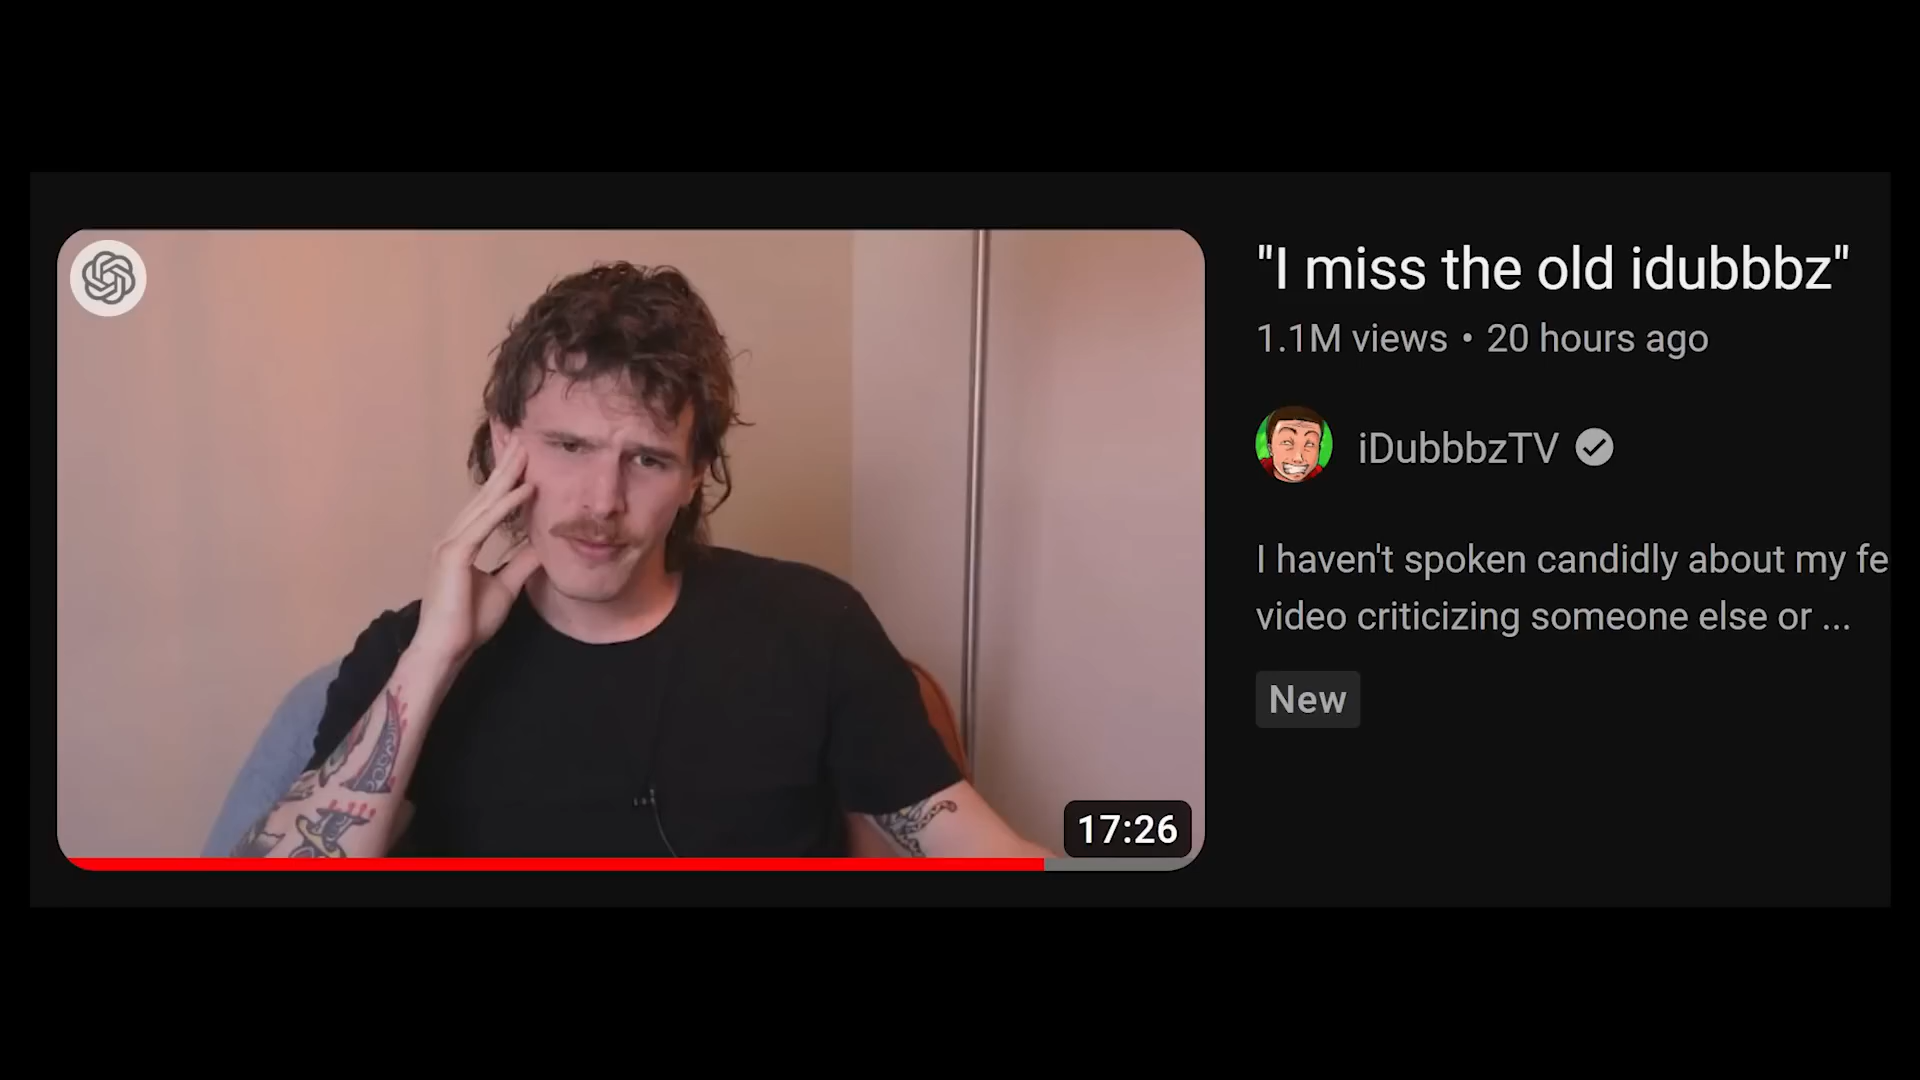 "I miss the old idubbbz"
1.1M views • 20 hours ago
iDubbbzTV
I haven't spoken candidly about my fe
video criticizing someone else or ...
New
17:26